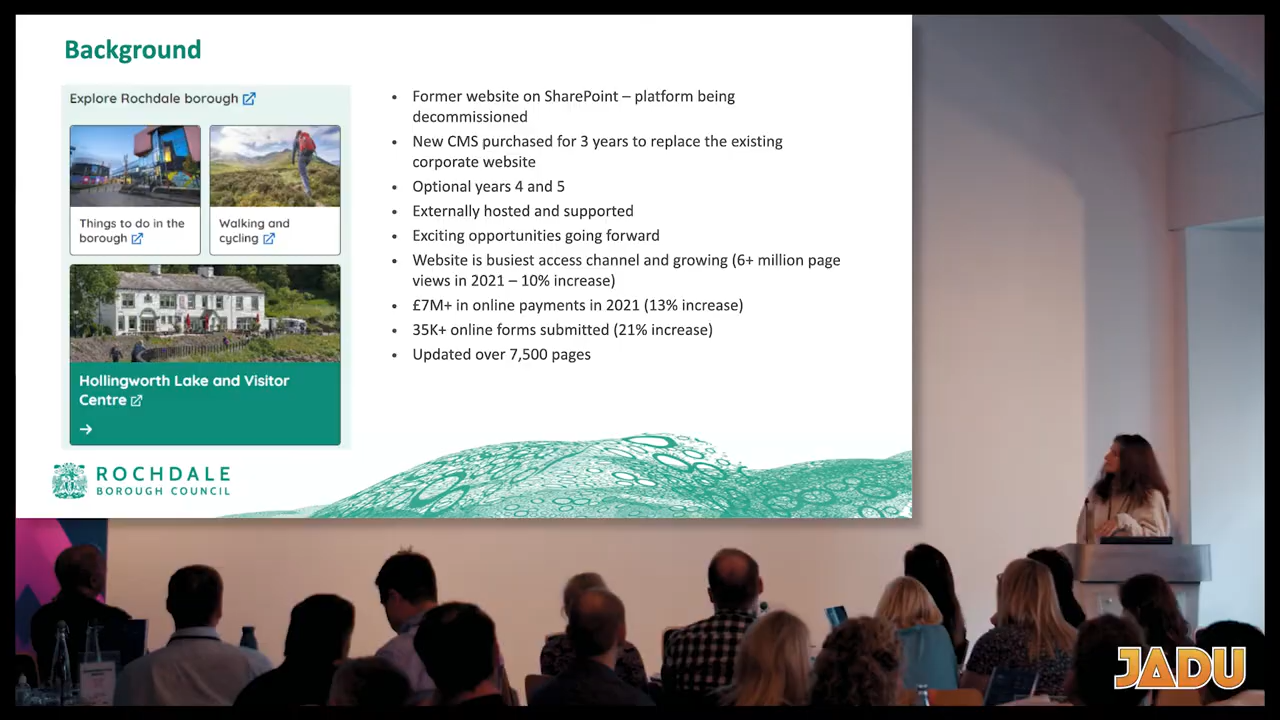 Background
Explore Rochdale borough
Things to do in the
borough
Walking and
cycling
Hollingworth Lake and Visitor
Centre
ROCHDALE
BOROUGH COUNCIL
• Former website on SharePoint – platform being
decommissioned
• New CMS purchased for 3 years to replace the existing
corporate website
• Optional years 4 and 5
• Externally hosted and supported
• Exciting opportunities going forward
• Website is busiest access channel and growing (6+ million page
views in 2021 – 10% increase)
• £7M+ in online payments in 2021 (13% increase)
• 35K+ online forms submitted (21% increase)
• Updated over 7,500 pages
JADU